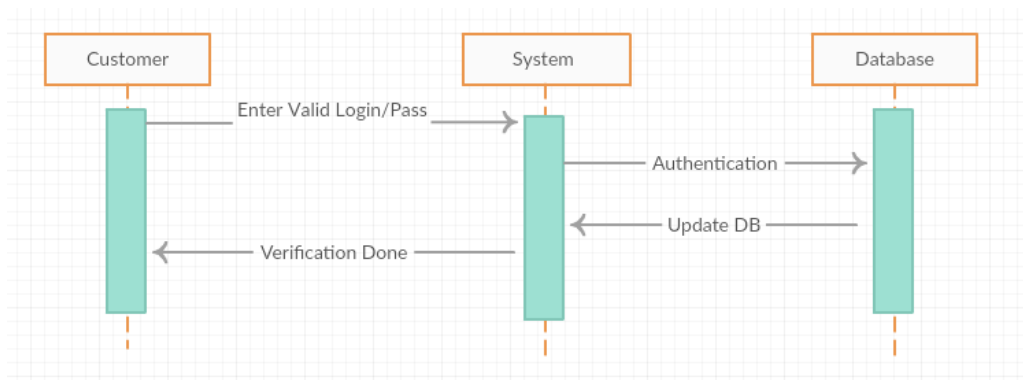 Customer
System
Database
Enter Valid Login/Pass
Authentication
Update DB
Verification Done